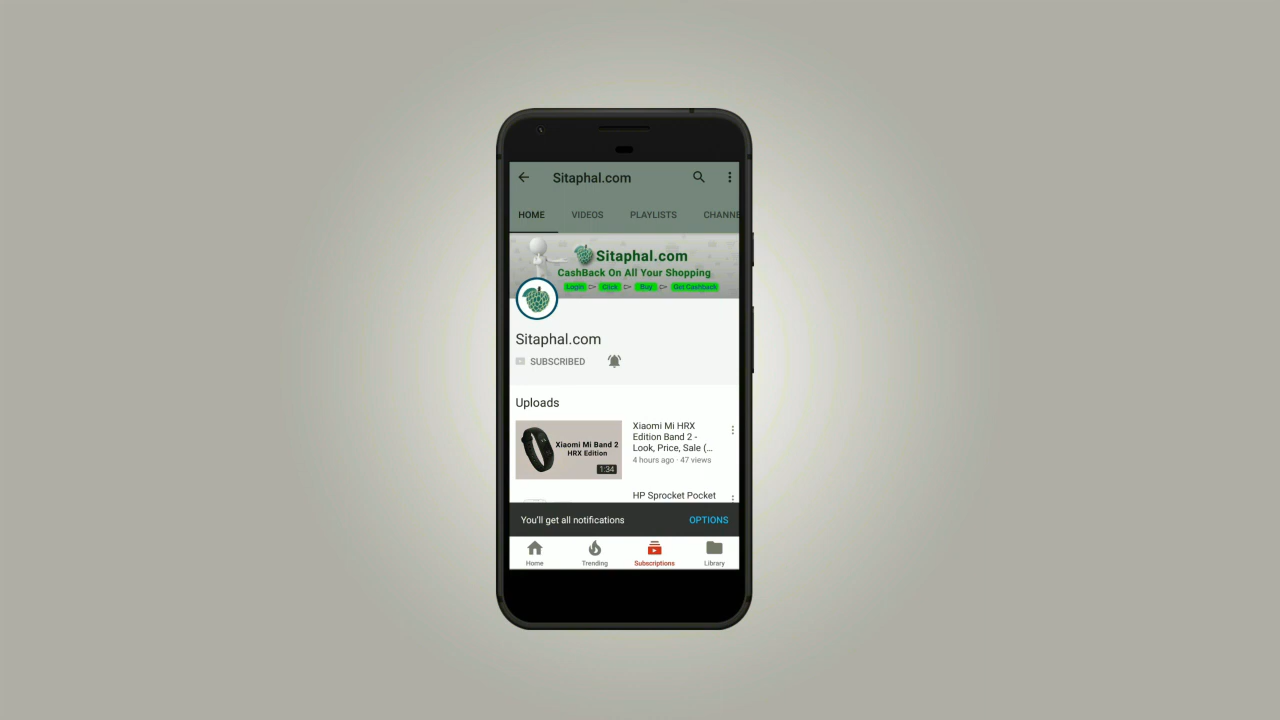 Sitaphal.com
HOME VIDEOS PLAYLISTS CHANNE
Sitaphal.com
CashBack On All Your Shopping
Login Click Buy Get Cashback
Sitaphal.com
SUBSCRIBED
Uploads
Xiaomi Mi Band 2
HRX Edition
1:34
Xiaomi Mi HRX
Edition Band 2 -
Look, Price, Sale (...
4 hours ago · 47 views
HP Sprocket Pocket
You'll get all notifications OPTIONS
Home Trending Subscriptions Library